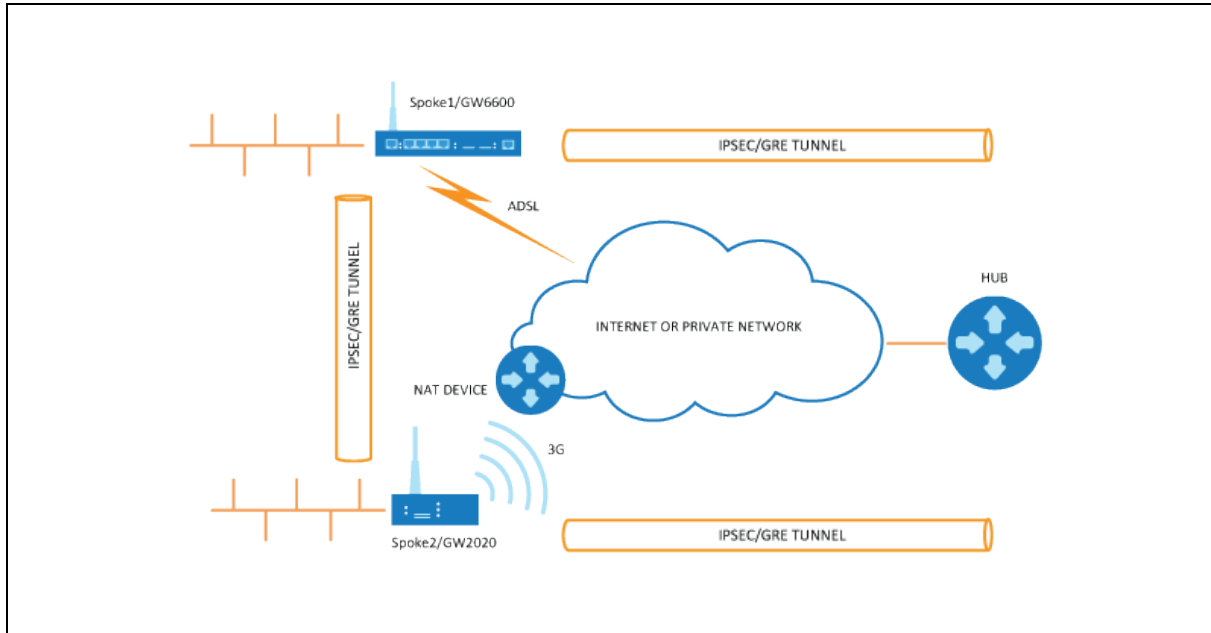 Spoke1/GW6600
IPSEC/GRE TUNNEL
ADSL
IPSEC/GRE TUNNEL
HUB
INTERNET OR PRIVATE NETWORK
NAT DEVICE
3G
IPSEC/GRE TUNNEL
Spoke2/GW2020